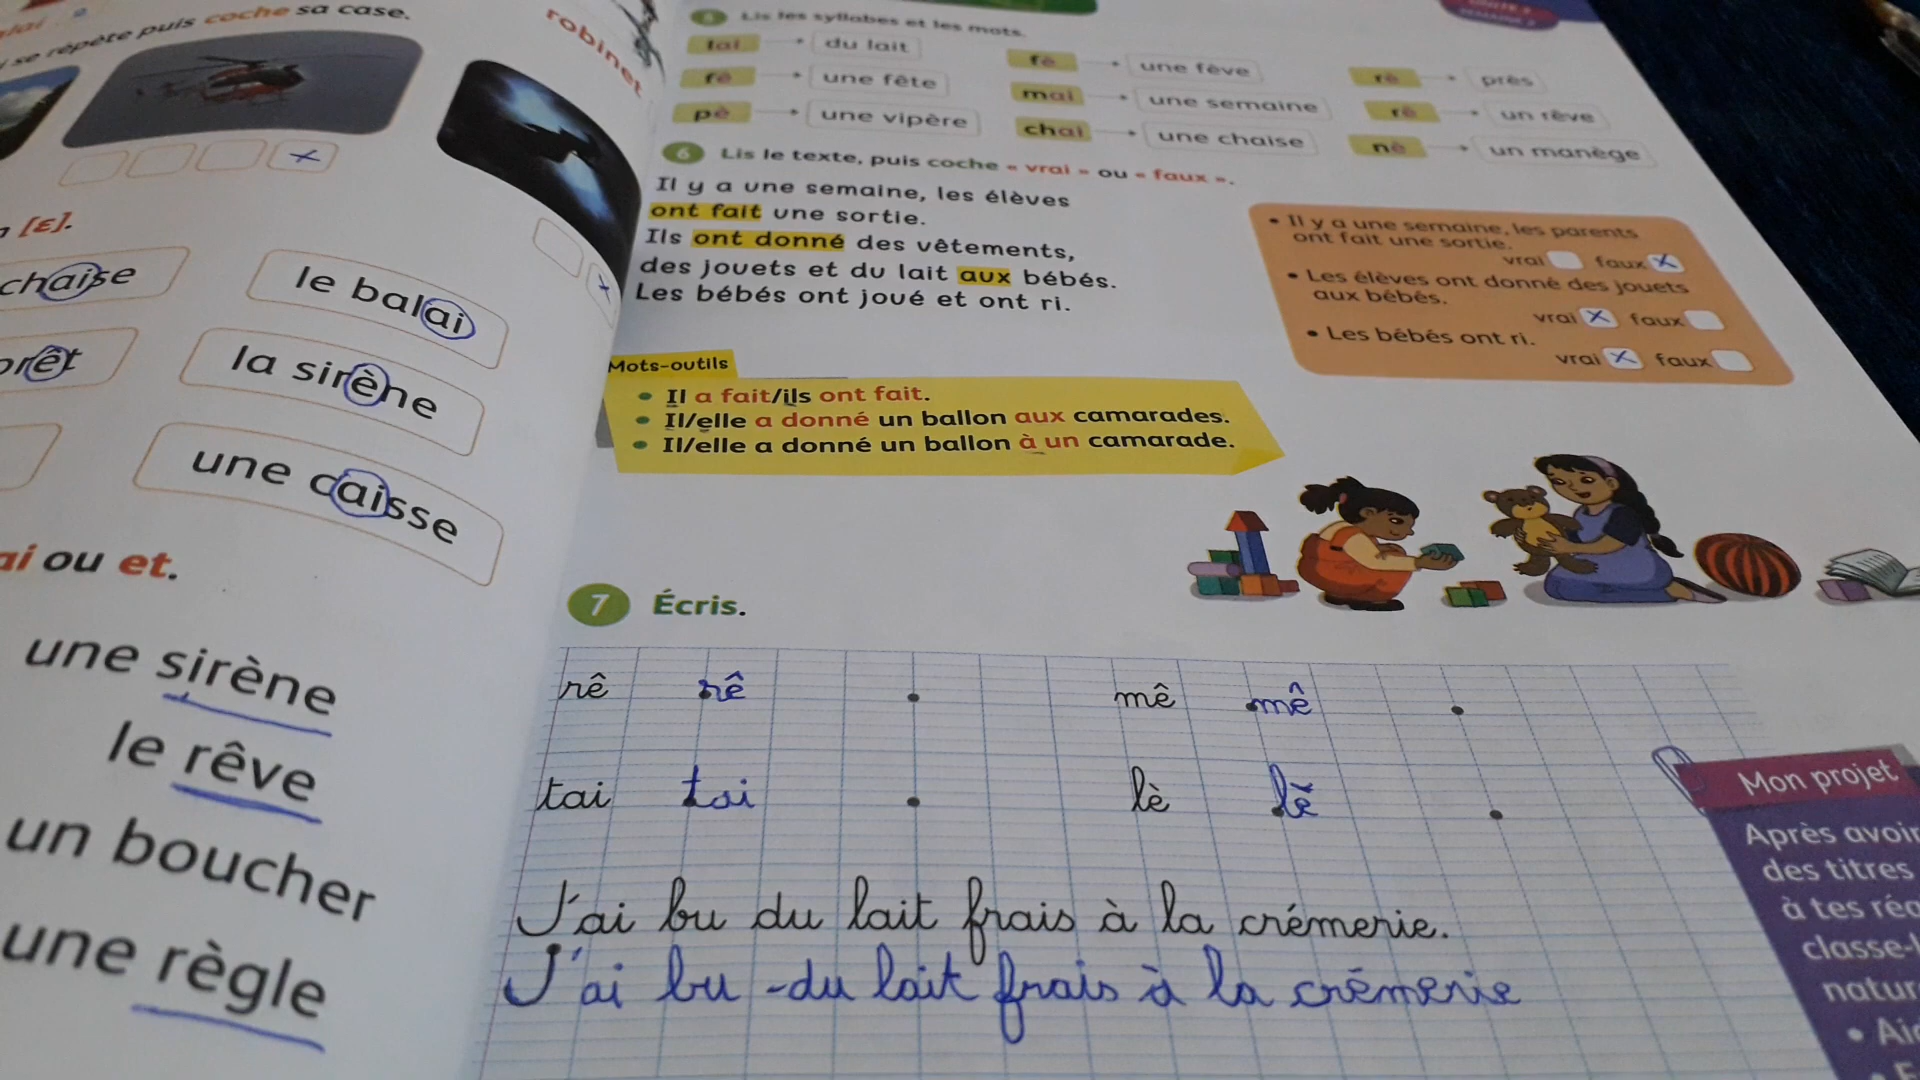 se répète puis coche sa case.
robinet
[ɛ].
chaise
le balai
prêt
la sirène
une caisse
ai ou et.
une sirène
le rêve
un boucher
une règle
5 Lis les syllabes et les mots.
lai du lait
fê une fête
pè une vipère
fè une fève
mai une semaine
chai une chaise
rè près
rê un rêve
nè un manège
6 Lis le texte, puis coche « vrai » ou « faux ».
Il y a une semaine, les élèves
ont fait une sortie.
Ils ont donné des vêtements,
des jouets et du lait aux bébés.
Les bébés ont joué et ont ri.
• Il y a une semaine, les parents
ont fait une sortie.
vrai faux
• Les élèves ont donné des jouets
aux bébés.
vrai faux
• Les bébés ont ri.
vrai faux
Mots-outils
• Il a fait/ils ont fait.
• Il/elle a donné un ballon aux camarades.
• Il/elle a donné un ballon à un camarade.
7 Écris.
rê rê mê mê
tai tai lè lè
J'ai bu du lait frais à la crémerie.
J'ai bu du lait frais à la crémerie
Mon projet
Après avoir
des titres
à tes
classe